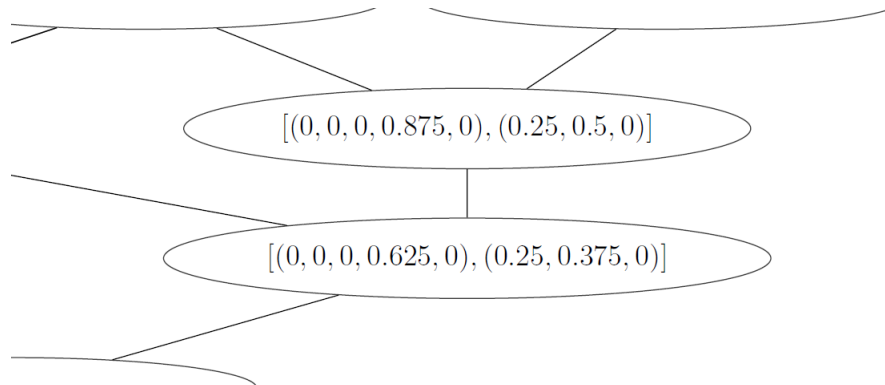 [(0, 0, 0, 0.875, 0), (0.25, 0.5, 0)]
[(0, 0, 0, 0.625, 0), (0.25, 0.375, 0)]